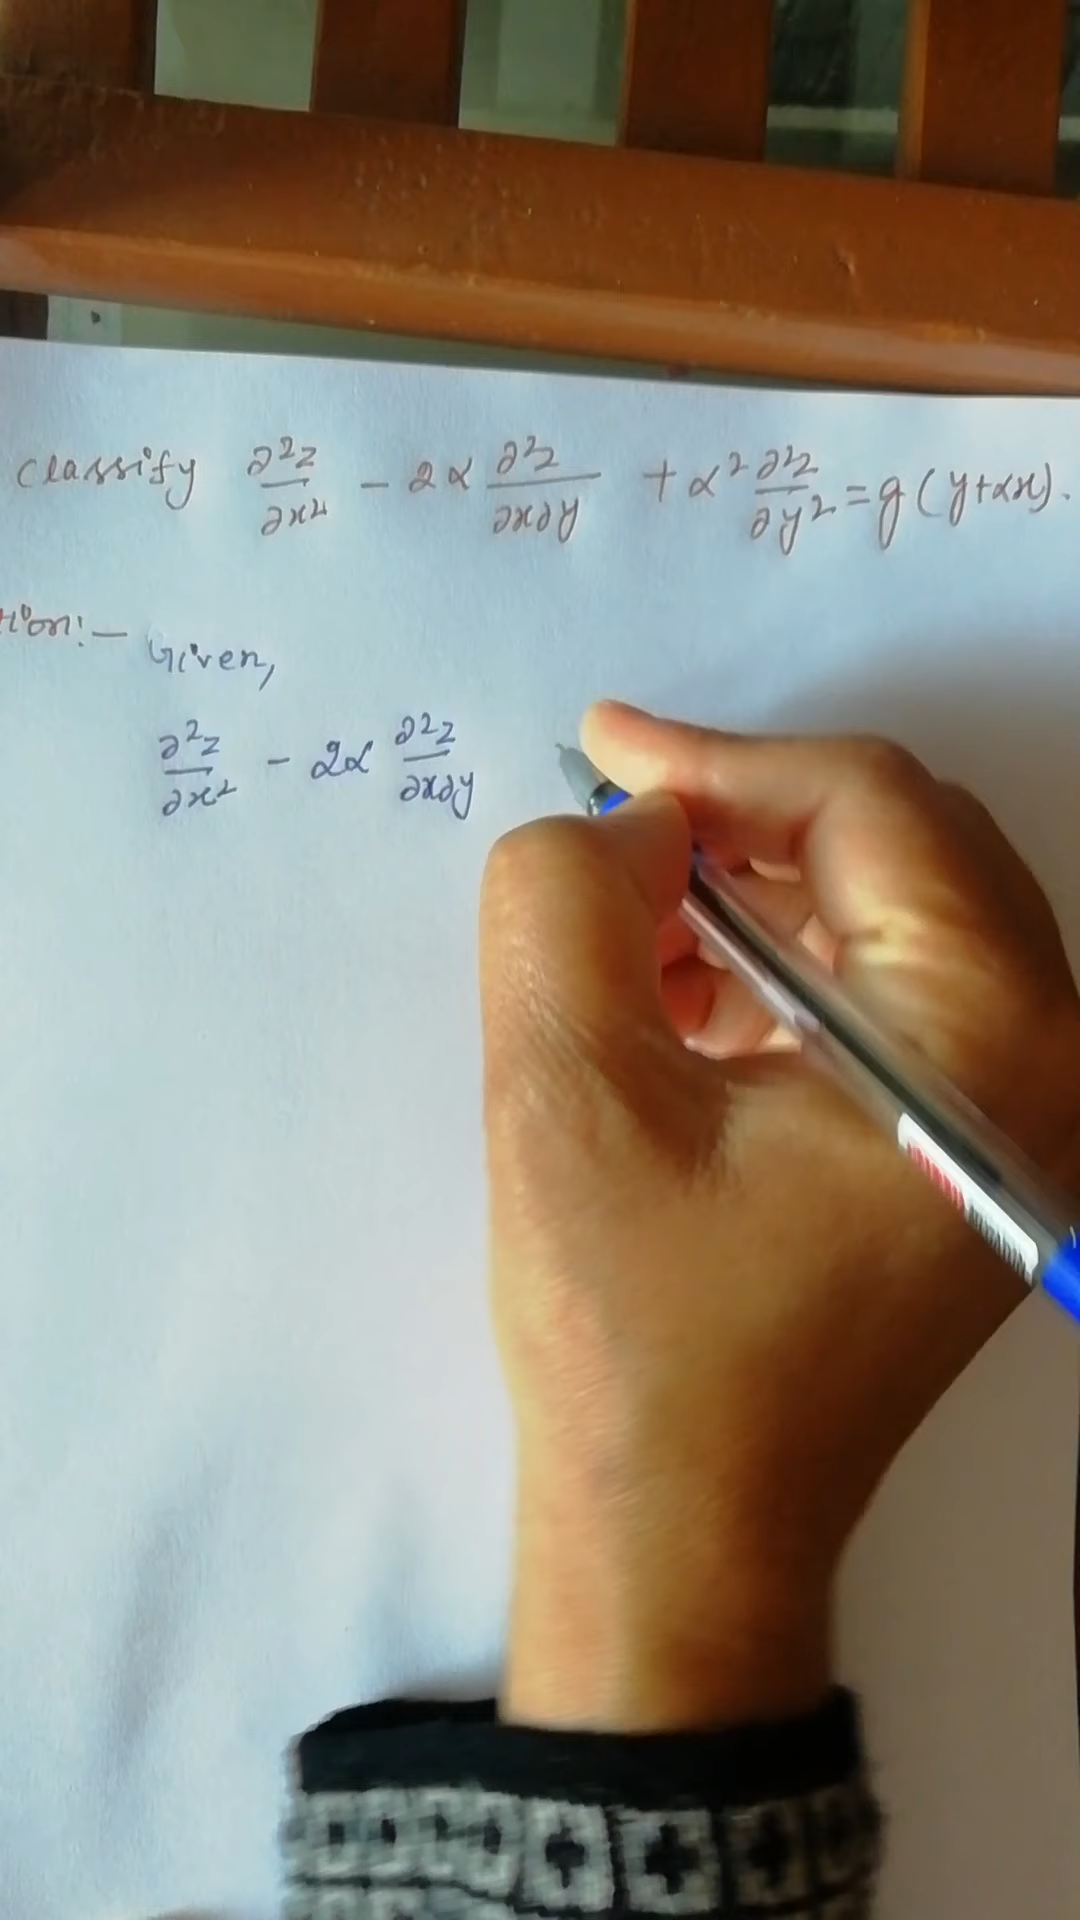 classify ∂²z/∂x² - 2α ∂²z/∂x∂y + α² ∂²z/∂y² = g(y+αx).
tion:- Given,
∂²z/∂x² - 2α ∂²z/∂x∂y